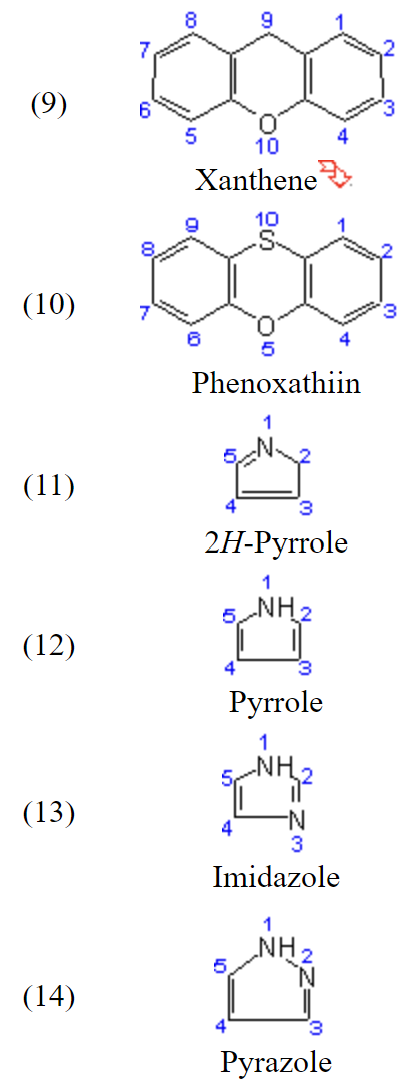 8 9 1
7 2
(9)
6 3
5 O 4
10
Xanthene
10
9 S 1
8 2
(10)
7 3
6 O 4
5
Phenoxathiin
1
5 N 2
(11)
4 3
2H-Pyrrole
1
5 NH 2
(12)
4 3
Pyrrole
1
5 NH 2
(13)
4 N
3
Imidazole
1
NH 2
5 N
(14)
4 3
Pyrazole